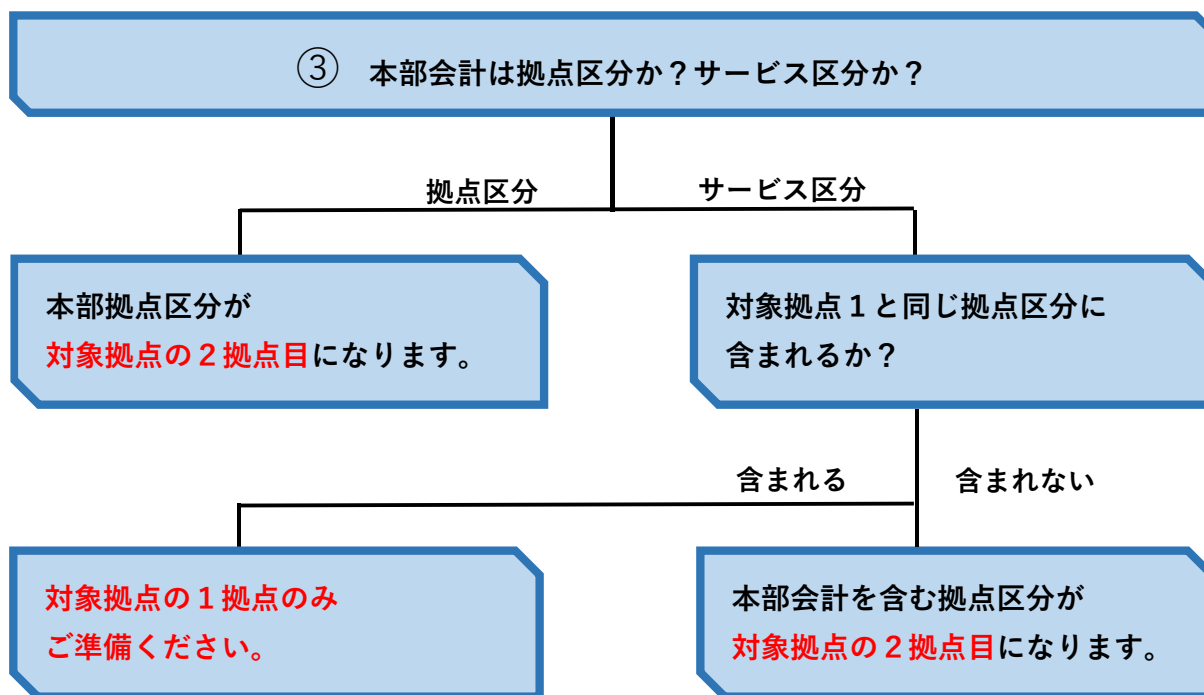 ③ 本部会計は拠点区分か？サービス区分か？
拠点区分
サービス区分
本部拠点区分が
対象拠点の２拠点目になります。
対象拠点１と同じ拠点区分に
含まれるか？
含まれる
含まれない
対象拠点の１拠点のみ
ご準備ください。
本部会計を含む拠点区分が
対象拠点の２拠点目になります。